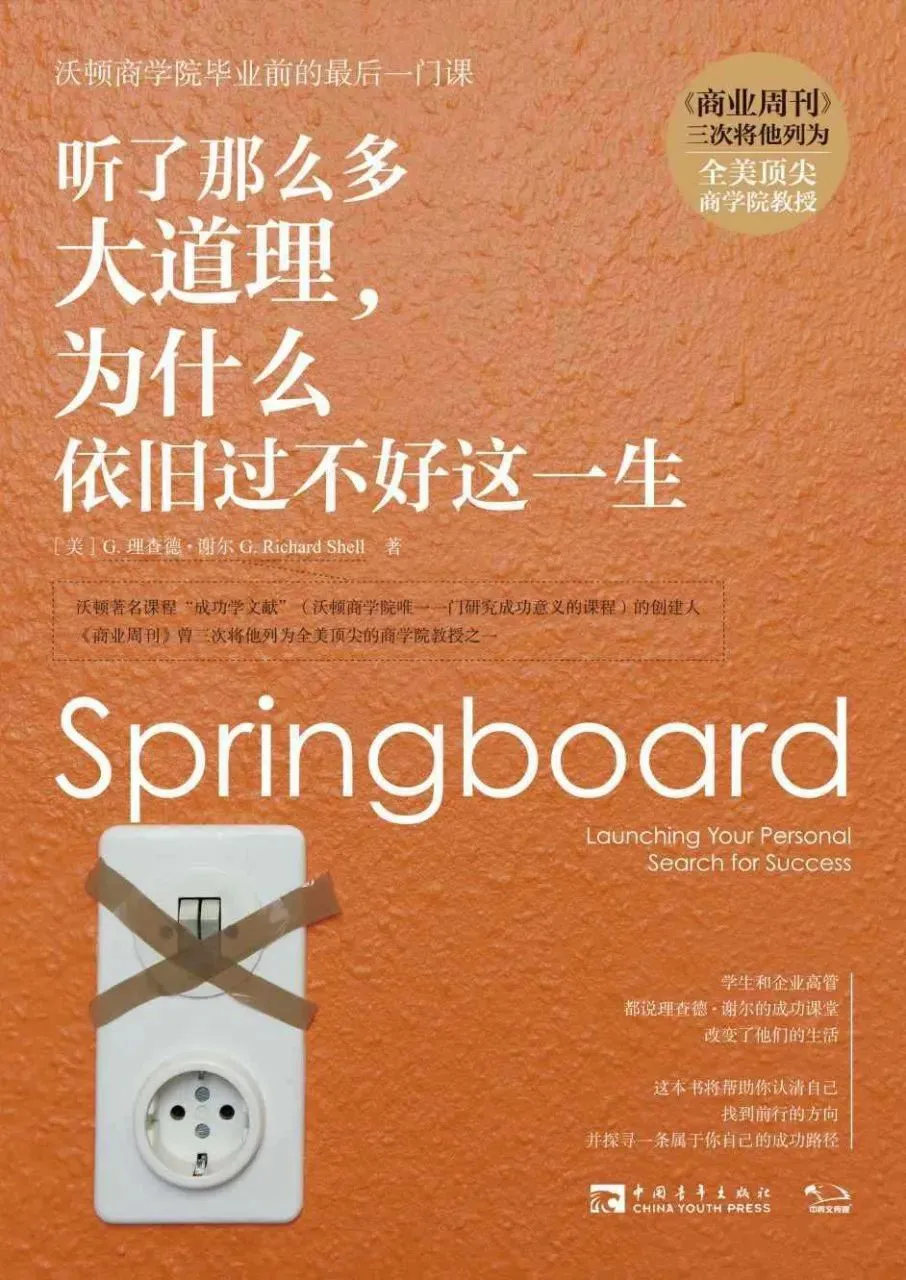 沃顿商学院毕业前的最后一门课
《商业周刊》
三次将他列为
全美顶尖
商学院教授
听了那么多
大道理，
为什么
依旧过不好这一生
［美］G. 理查德·谢尔 G. Richard Shell 著
沃顿著名课程“成功学文献”（沃顿商学院唯一一门研究成功意义的课程）的创建人
《商业周刊》曾三次将他列为全美顶尖的商学院教授之一
Springboard
Launching Your Personal
Search for Success
学生和企业高管
都说理查德·谢尔的成功课堂
改变了他们的生活
这本书将帮助你认清自己
找到前行的方向
并探寻一条属于你自己的成功路径
中国青年出版社
CHINA YOUTH PRESS
中青文传媒